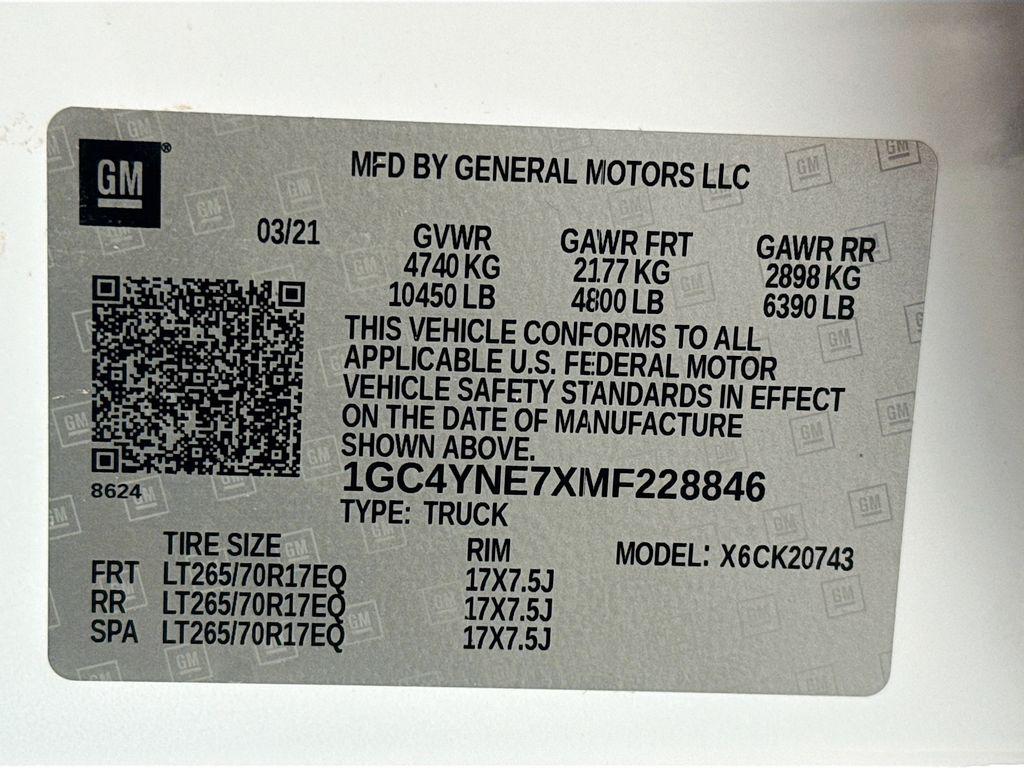 GM®
MFD BY GENERAL MOTORS LLC
03/21 GVWR GAWR FRT GAWR RR
4740 KG 2177 KG 2898 KG
10450 LB 4800 LB 6390 LB
THIS VEHICLE CONFORMS TO ALL
APPLICABLE U.S. FEDERAL MOTOR
VEHICLE SAFETY STANDARDS IN EFFECT
ON THE DATE OF MANUFACTURE
SHOWN ABOVE.
8624
1GC4YNE7XMF228846
TYPE: TRUCK
TIRE SIZE RIM MODEL: X6CK20743
FRT LT265/70R17EQ 17X7.5J
RR LT265/70R17EQ 17X7.5J
SPA LT265/70R17EQ 17X7.5J